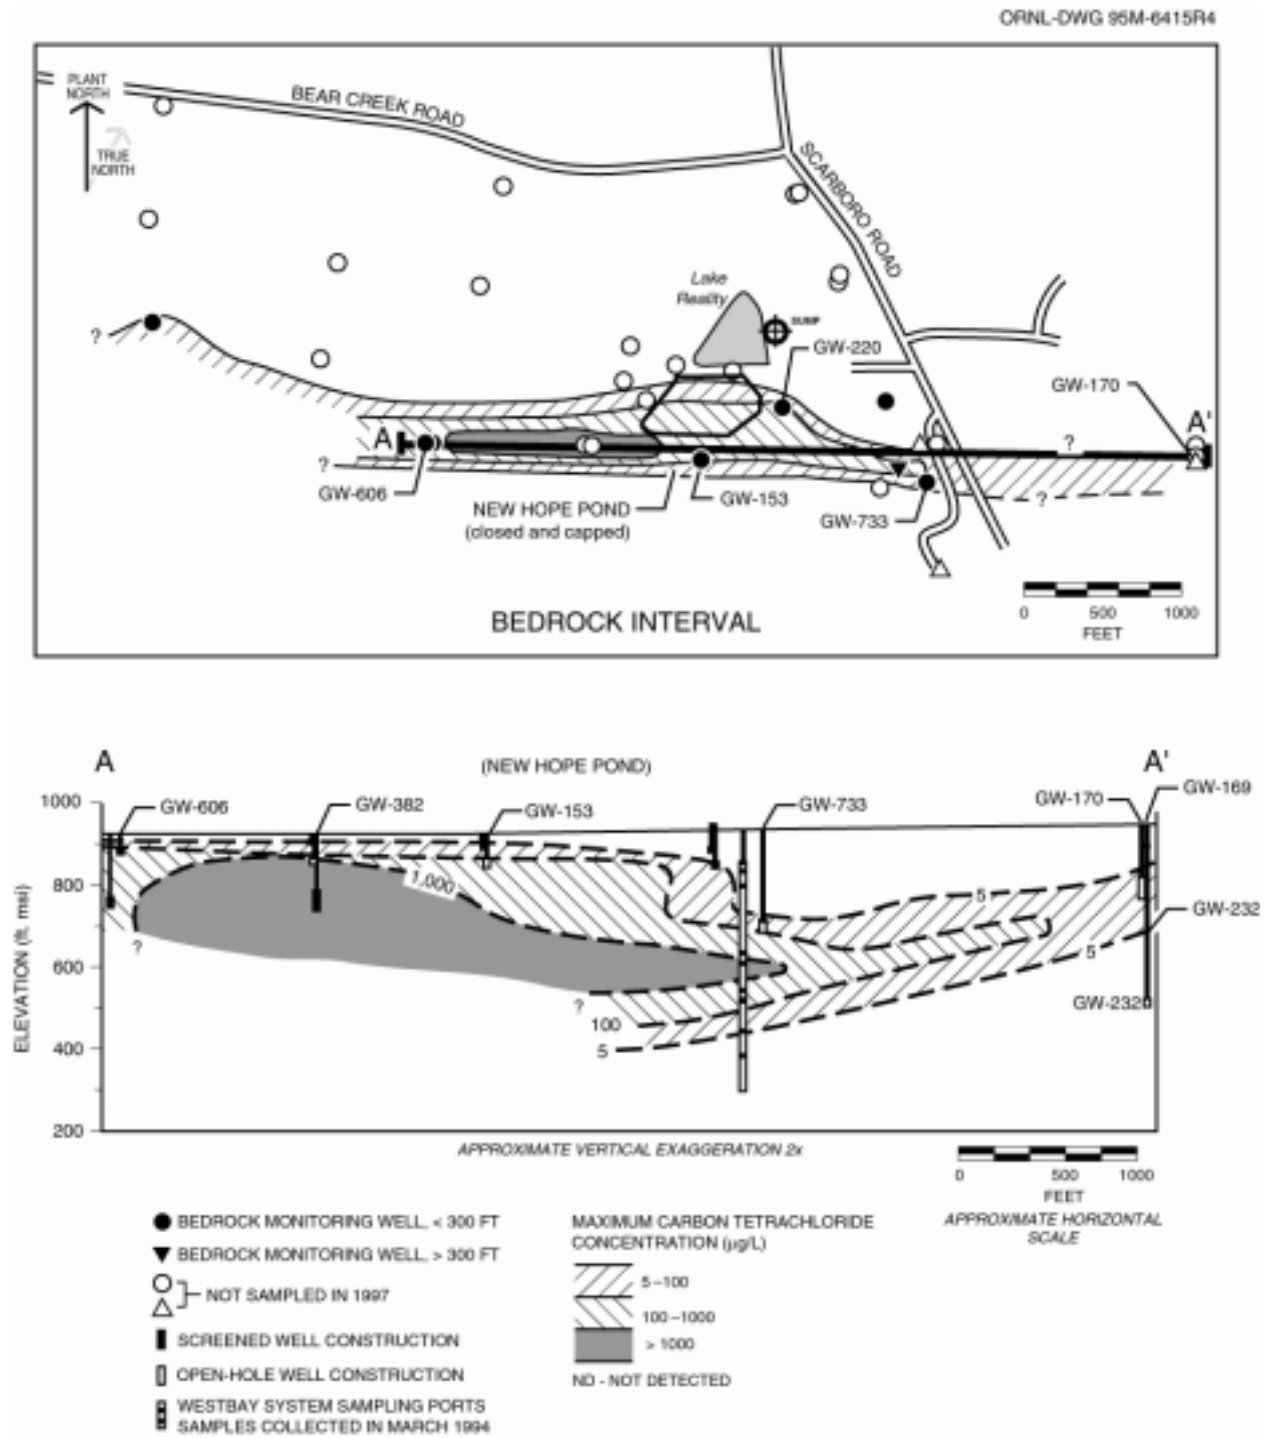 ORNL-DWG 95M-6415R4
PLANT
NORTH
TRUE
NORTH
BEAR CREEK ROAD
SCARBORO ROAD
Lake
Reality
SUMP
GW-220
GW-170
?
A
A'
?
?
GW-606
NEW HOPE POND
(closed and capped)
GW-153
GW-733
?
0 500 1000
FEET
BEDROCK INTERVAL
A
(NEW HOPE POND)
A'
1000
GW-606
GW-382
GW-153
GW-733
GW-170
GW-169
800
1,000
5
GW-232
?
600
5
?
100
GW-232
5
400
200
ELEVATION (ft. msl)
APPROXIMATE VERTICAL EXAGGERATION 2x
0 500 1000
FEET
APPROXIMATE HORIZONTAL
SCALE
BEDROCK MONITORING WELL, < 300 FT
BEDROCK MONITORING WELL, > 300 FT
NOT SAMPLED IN 1997
SCREENED WELL CONSTRUCTION
OPEN-HOLE WELL CONSTRUCTION
WESTBAY SYSTEM SAMPLING PORTS
SAMPLES COLLECTED IN MARCH 1994
MAXIMUM CARBON TETRACHLORIDE
CONCENTRATION (µg/L)
5–100
100–1000
> 1000
ND - NOT DETECTED